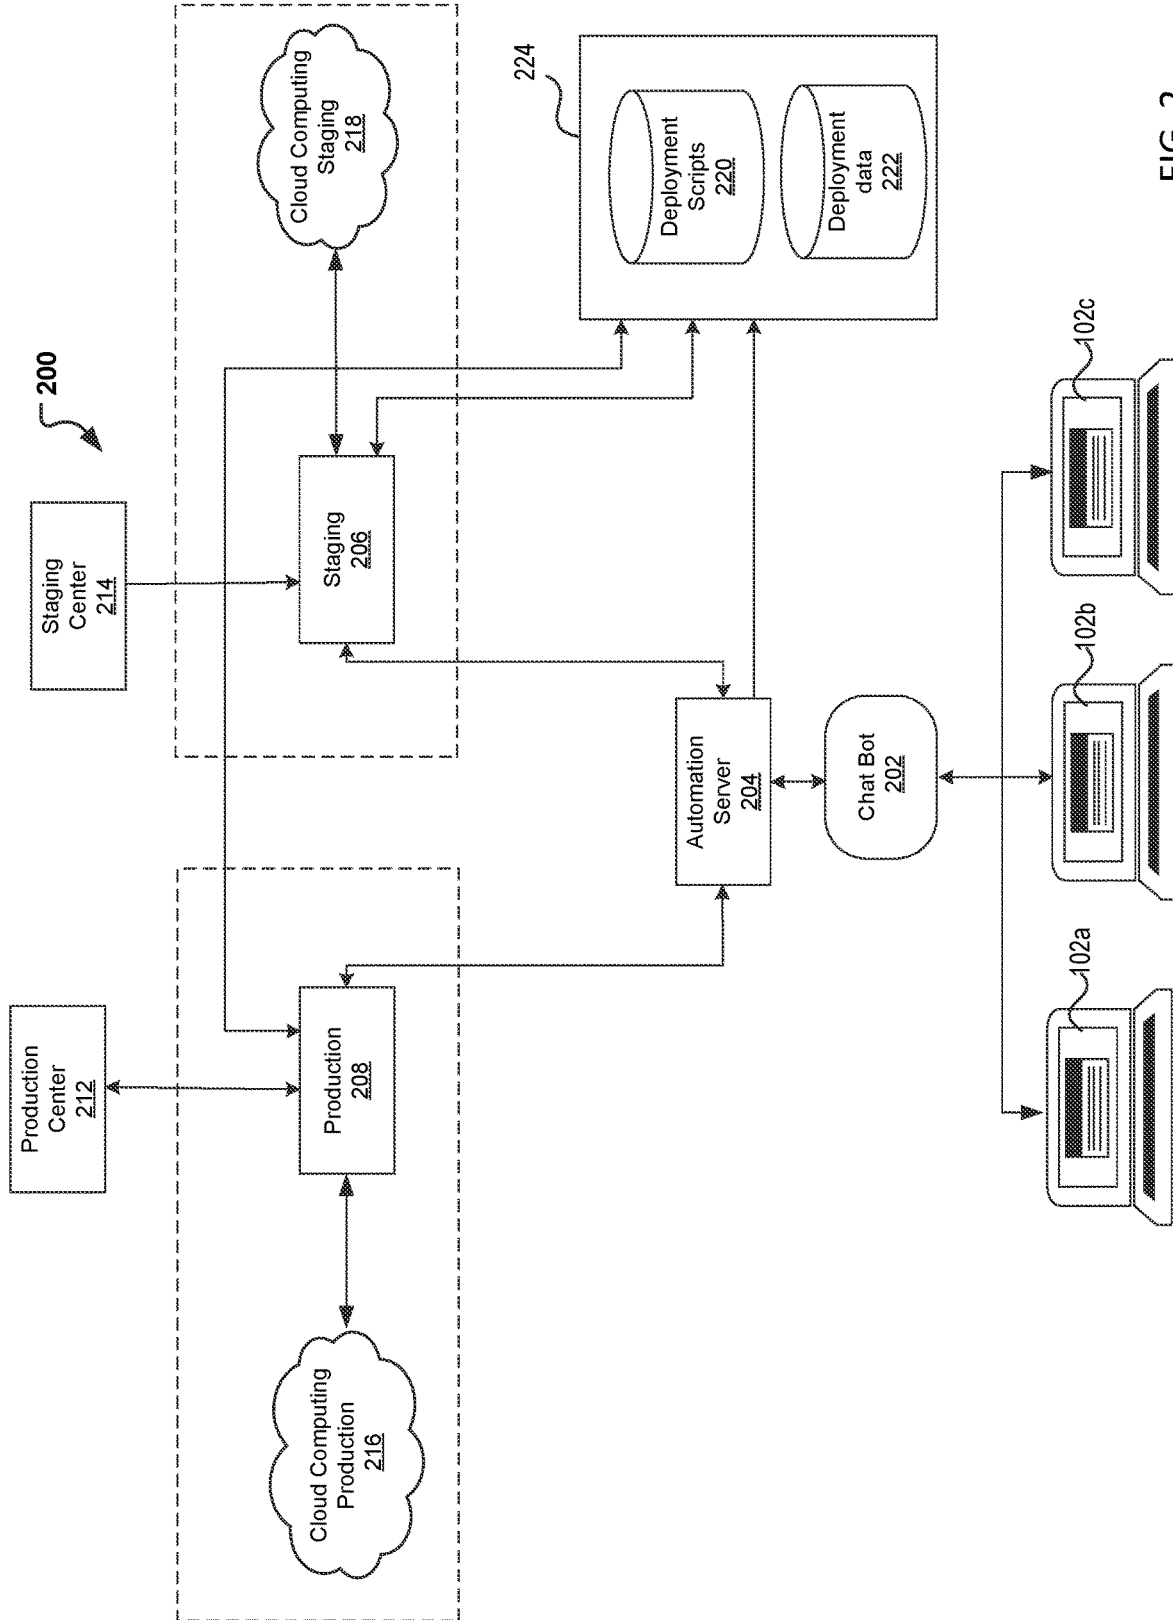 Production
Center
212
Staging
Center
214
200
Cloud Computing
Production
216
Production
208
Staging
206
Cloud Computing
Staging
218
224
Automation
Server
204
Deployment
Scripts
220
Chat Bot
202
Deployment
data
222
102a
102b
102c
FIG. 2